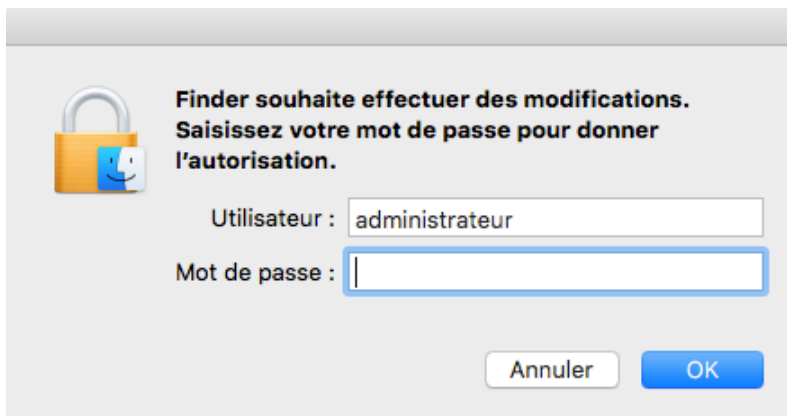 Finder souhaite effectuer des modifications.
Saisissez votre mot de passe pour donner
l’autorisation.
Utilisateur : administrateur
Mot de passe :
Annuler OK